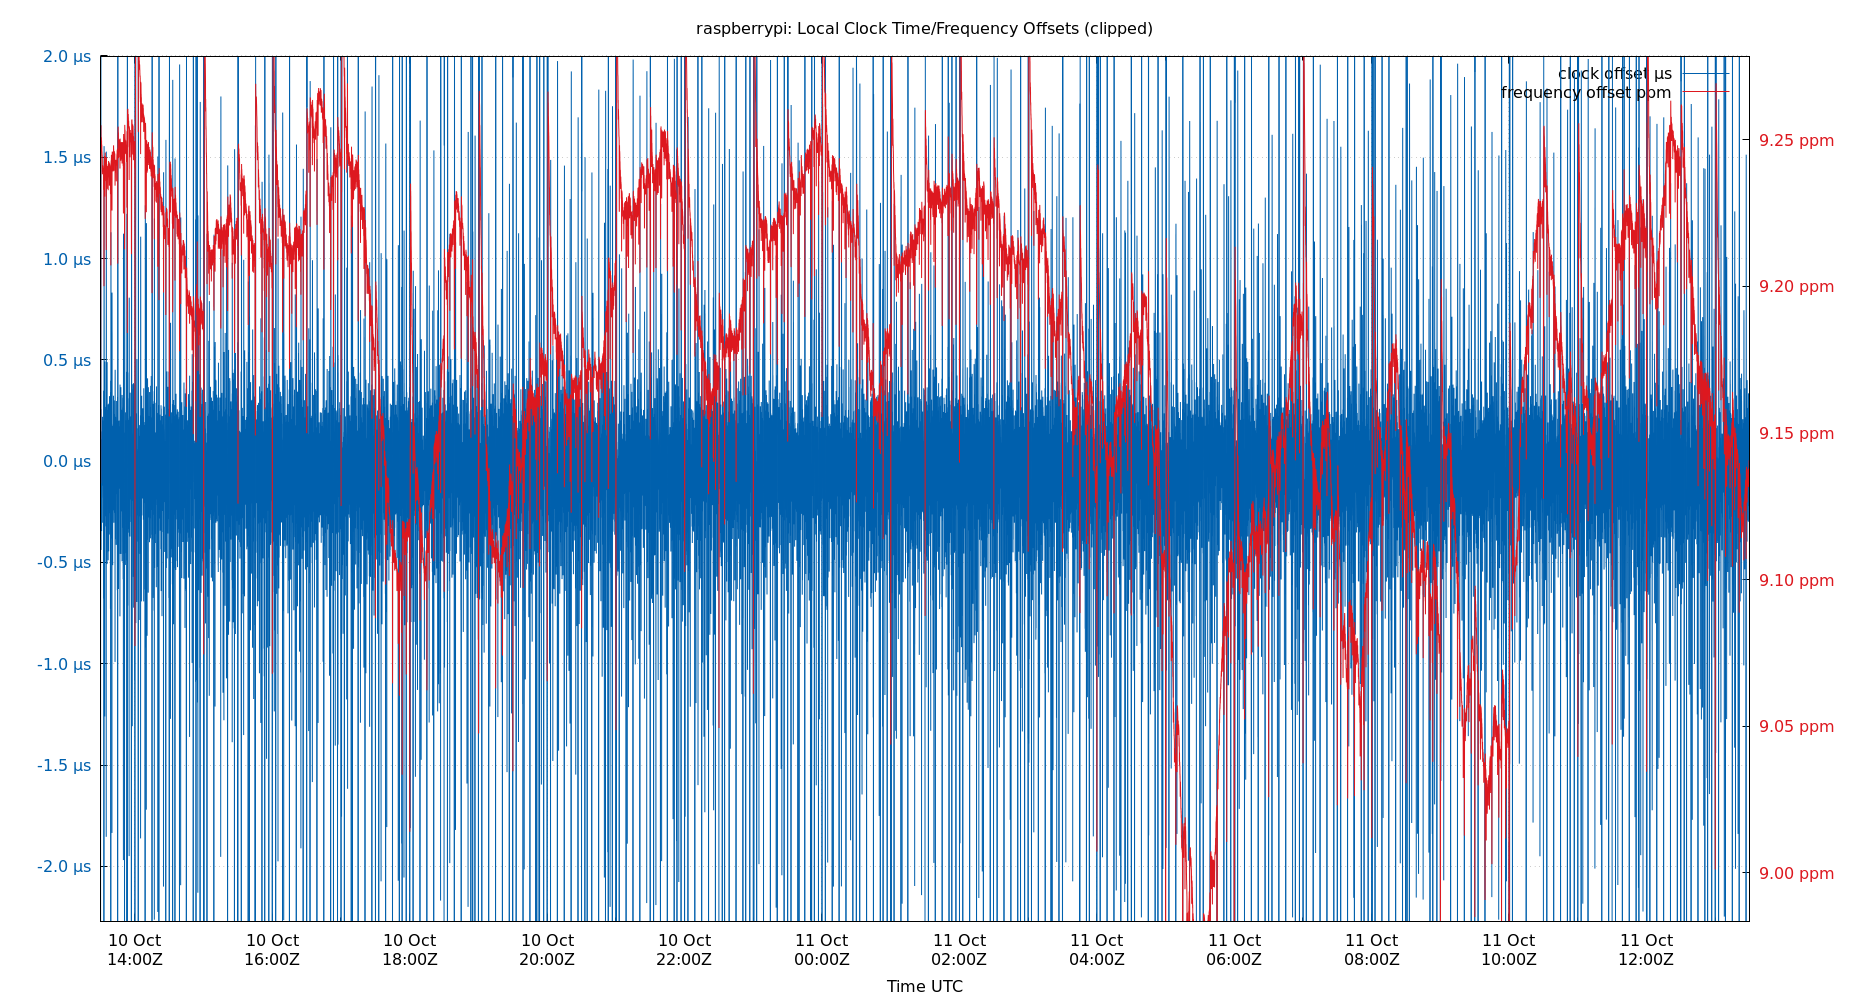 raspberrypi: Local Clock Time/Frequency Offsets (clipped)
clock offset µs
frequency offset ppm
2.0 µs
1.5 µs
1.0 µs
0.5 µs
0.0 µs
-0.5 µs
-1.0 µs
-1.5 µs
-2.0 µs
9.25 ppm
9.20 ppm
9.15 ppm
9.10 ppm
9.05 ppm
9.00 ppm
10 Oct 10 Oct 10 Oct 10 Oct 10 Oct 11 Oct 11 Oct 11 Oct 11 Oct 11 Oct 11 Oct 11 Oct
14:00Z 16:00Z 18:00Z 20:00Z 22:00Z 00:00Z 02:00Z 04:00Z 06:00Z 08:00Z 10:00Z 12:00Z
Time UTC